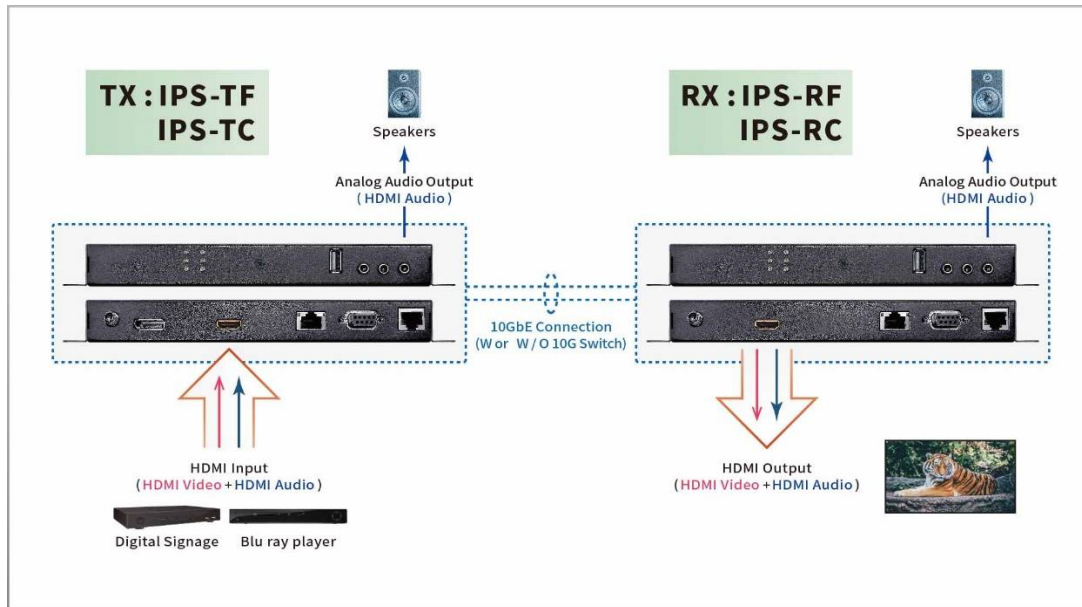 TX : IPS-TF
IPS-TC
Speakers
Analog Audio Output
( HDMI Audio )
RX : IPS-RF
IPS-RC
Speakers
Analog Audio Output
(HDMI Audio )
10GbE Connection
(W or W / O 10G Switch)
HDMI Input
( HDMI Video + HDMI Audio )
Digital Signage
Blu ray player
HDMI Output
( HDMI Video + HDMI Audio )